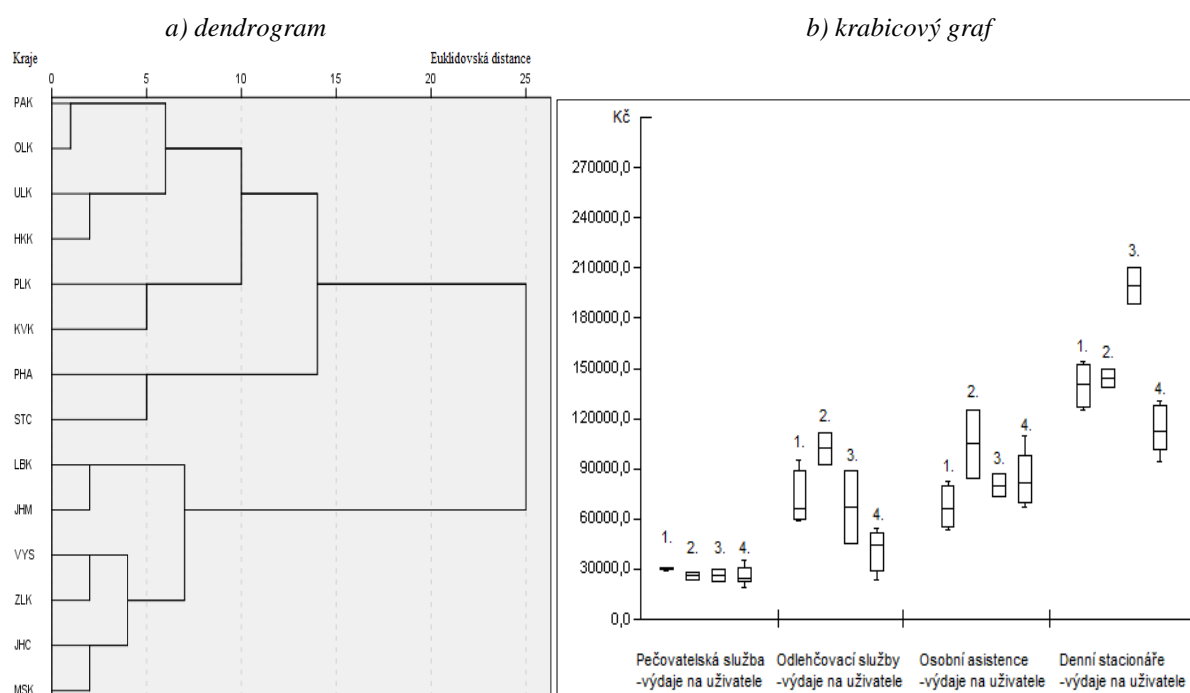 a) dendrogram
b) krabicový graf
Kraje
Euklidovská distance
0 5 10 15 20 25
PAK
OLK
ULK
HKK
PLK
KVK
PHA
STC
LBK
JHM
VYS
ZLK
JHC
MSK
Kč
270000,0
240000,0
210000,0
180000,0
150000,0
120000,0
90000,0
60000,0
30000,0
0,0
1. 2. 3. 4.
1. 2. 3. 4.
1. 2. 3. 4.
1. 2. 3. 4.
Pečovatelská služba
-výdaje na uživatele
Odlehčovací služby
-výdaje na uživatele
Osobní asistence
-výdaje na uživatele
Denní stacionáře
-výdaje na uživatele